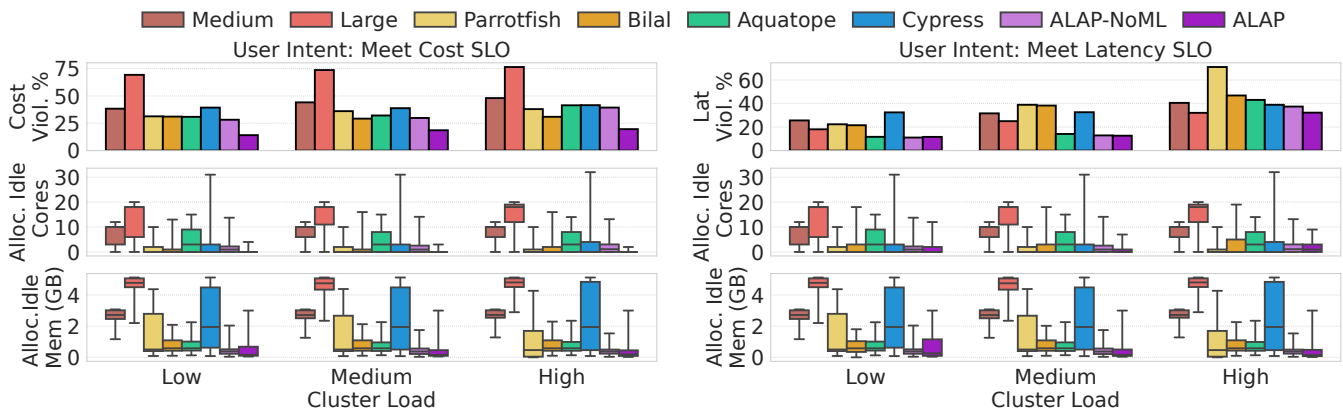 Medium Large Parrotfish Bilal Aquatope Cypress ALAP-NoML ALAP
User Intent: Meet Cost SLO
Cost
Viol. %
75
50
25
0
Alloc. Idle
Cores
30
20
10
0
Alloc.Idle
Mem (GB)
4
2
0
Low Medium High
Cluster Load
User Intent: Meet Latency SLO
Lat
Viol. %
60
40
20
0
Alloc. Idle
Cores
30
20
10
0
Alloc. Idle
Mem (GB)
4
2
0
Low Medium High
Cluster Load